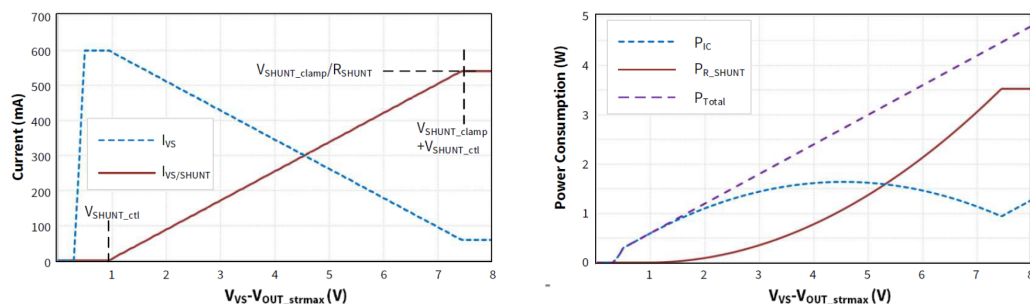 700
600
500
400
300
200
100
0
Current (mA)
V_SHUNT_clamp/R_SHUNT
I_VS
I_VS/SHUNT
V_SHUNT_clamp
+V_SHUNT_ctl
V_SHUNT_ctl
1 2 3 4 5 6 7 8
V_VS-V_OUT_strmax (V)
5
4
3
2
1
0
Power Consumption (W)
P_IC
P_R_SHUNT
P_Total
0 1 2 3 4 5 6 7 8
V_VS-V_OUT_strmax (V)